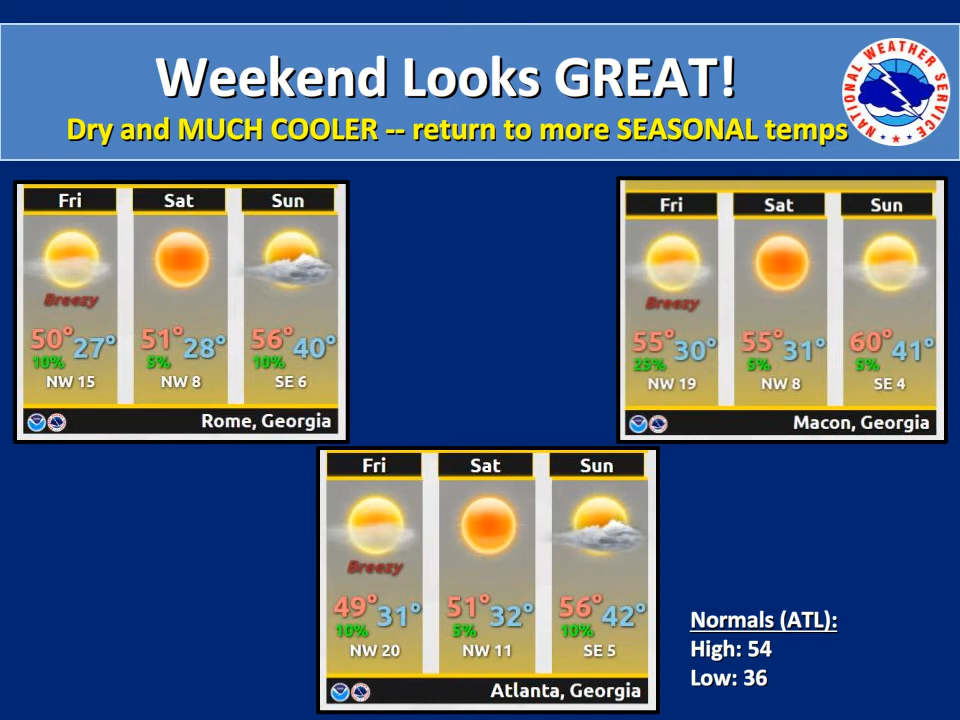 Weekend Looks GREAT!
Dry and MUCH COOLER -- return to more SEASONAL temps
NATIONAL WEATHER SERVICE
Fri Sat Sun
Breezy
50° 27° 51° 28° 56° 40°
10% 5% 10%
NW 15 NW 8 SE 6
Rome, Georgia
Fri Sat Sun
Breezy
55° 30° 55° 31° 60° 41°
25% 5% 5%
NW 19 NW 8 SE 4
Macon, Georgia
Fri Sat Sun
Breezy
49° 31° 51° 32° 56° 42°
10% 5% 10%
NW 20 NW 11 SE 5
Atlanta, Georgia
Normals (ATL):
High: 54
Low: 36